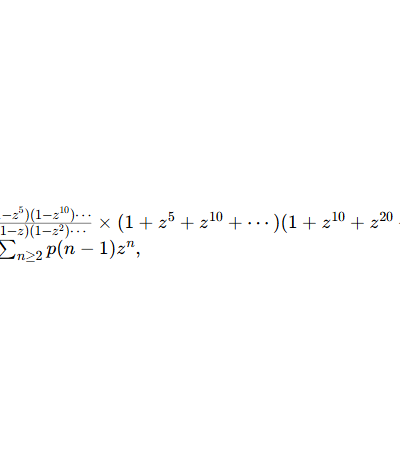 −z⁵)(1−z¹⁰)⋯ / 1−z)(1−z²)⋯ × (1 + z⁵ + z¹⁰ + ⋯)(1 + z¹⁰ + z²⁰
∑ₙ≥₂ p(n − 1)zⁿ,